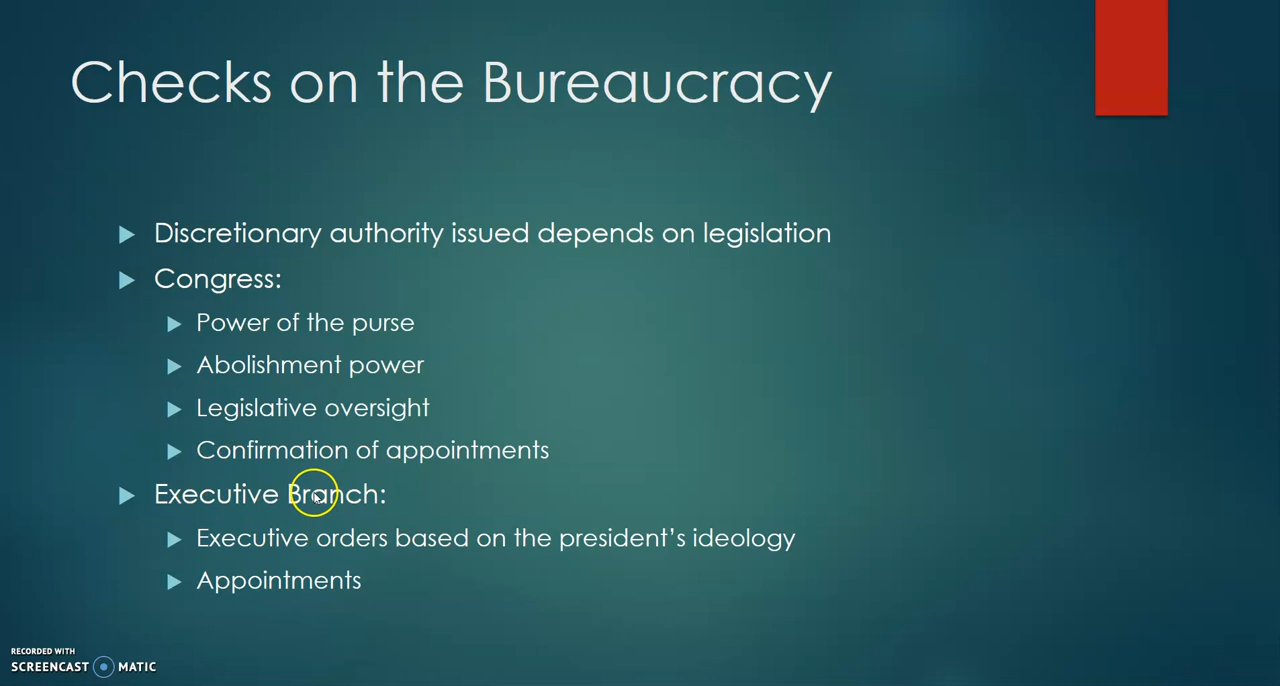 Checks on the Bureaucracy
Discretionary authority issued depends on legislation
Congress:
Power of the purse
Abolishment power
Legislative oversight
Confirmation of appointments
Executive Branch:
Executive orders based on the president’s ideology
Appointments
RECORDED WITH
SCREENCAST MATIC